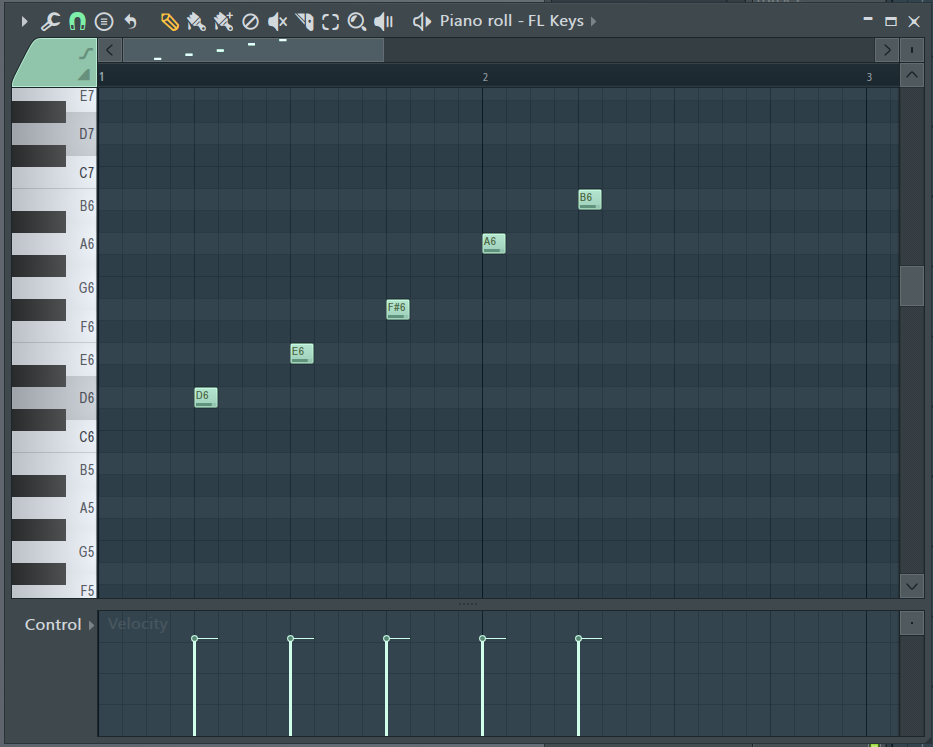 Piano roll - FL Keys
1 2 3
E7
D7
C7
B6 B6
A6 A6
G6
F#6
F6
E6
E6
D6 D6
C6
B5
A5
G5
F5
Control Velocity